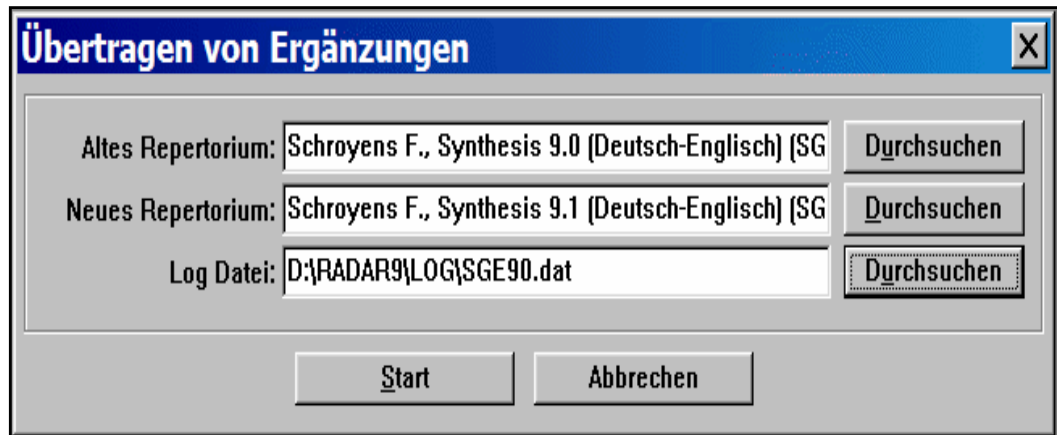 Übertragen von Ergänzungen
Altes Repertorium: Schroyens F., Synthesis 9.0 (Deutsch-Englisch) (SG Durchsuchen
Neues Repertorium: Schroyens F., Synthesis 9.1 (Deutsch-Englisch) (SG Durchsuchen
Log Datei: D:\RADAR9\LOG\SGE90.dat Durchsuchen
Start Abbrechen